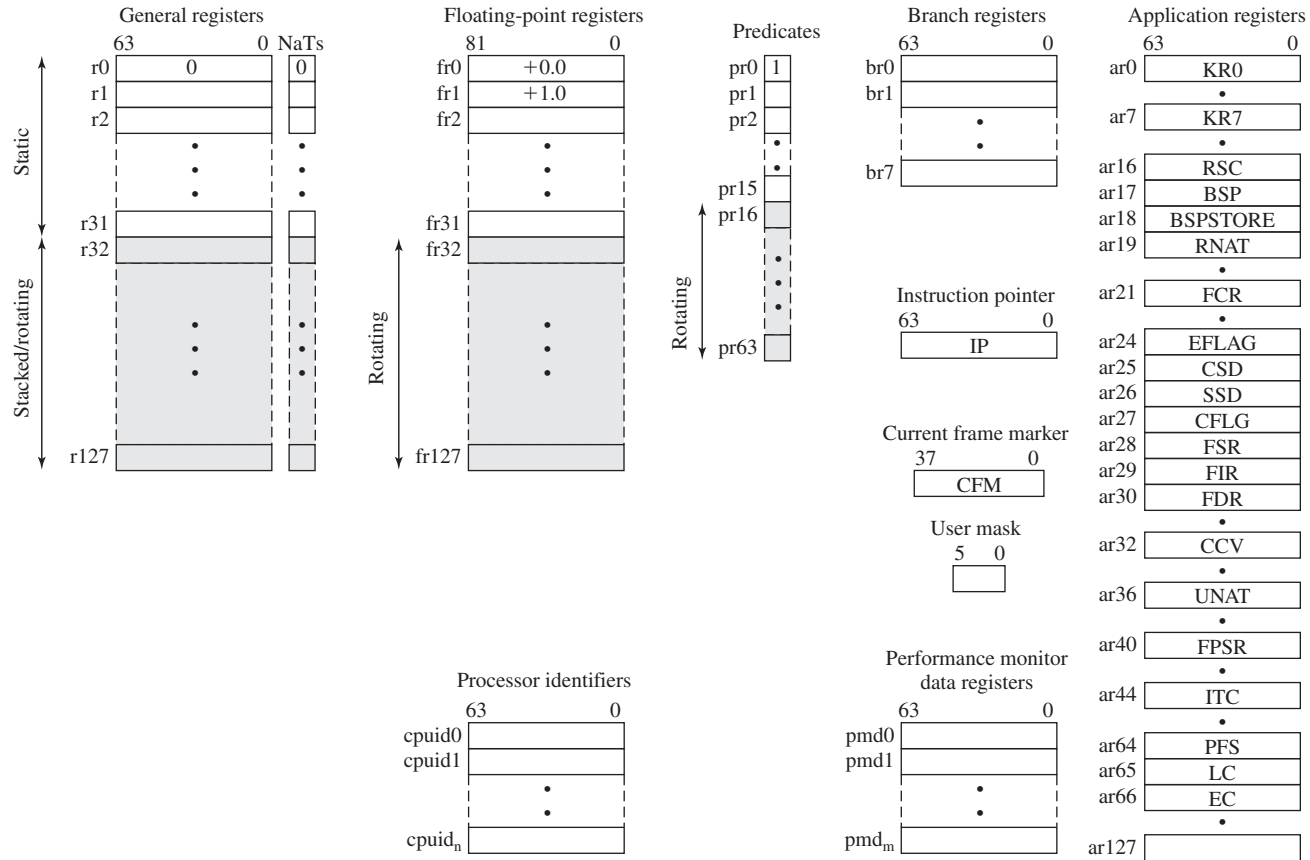 General registers
63 0 NaTs
r0 0 0
r1
r2
r31
r32
r127
Static
Stacked/rotating
Floating-point registers
81 0
fr0 +0.0
fr1 +1.0
fr2
fr31
fr32
fr127
Rotating
Predicates
pr0 1
pr1
pr2
pr15
pr16
pr63
Rotating
Branch registers
63 0
br0
br1
br7
Instruction pointer
63 0
IP
Current frame marker
37 0
CFM
User mask
5 0
Application registers
63 0
ar0 KR0
ar7 KR7
ar16 RSC
ar17 BSP
ar18 BSPSTORE
ar19 RNAT
ar21 FCR
ar24 EFLAG
ar25 CSD
ar26 SSD
ar27 CFLG
ar28 FSR
ar29 FIR
ar30 FDR
ar32 CCV
ar36 UNAT
ar40 FPSR
ar44 ITC
ar64 PFS
ar65 LC
ar66 EC
ar127
Processor identifiers
63 0
cpuid0
cpuid1
cpuidn
Performance monitor
data registers
63 0
pmd0
pmd1
pmdm